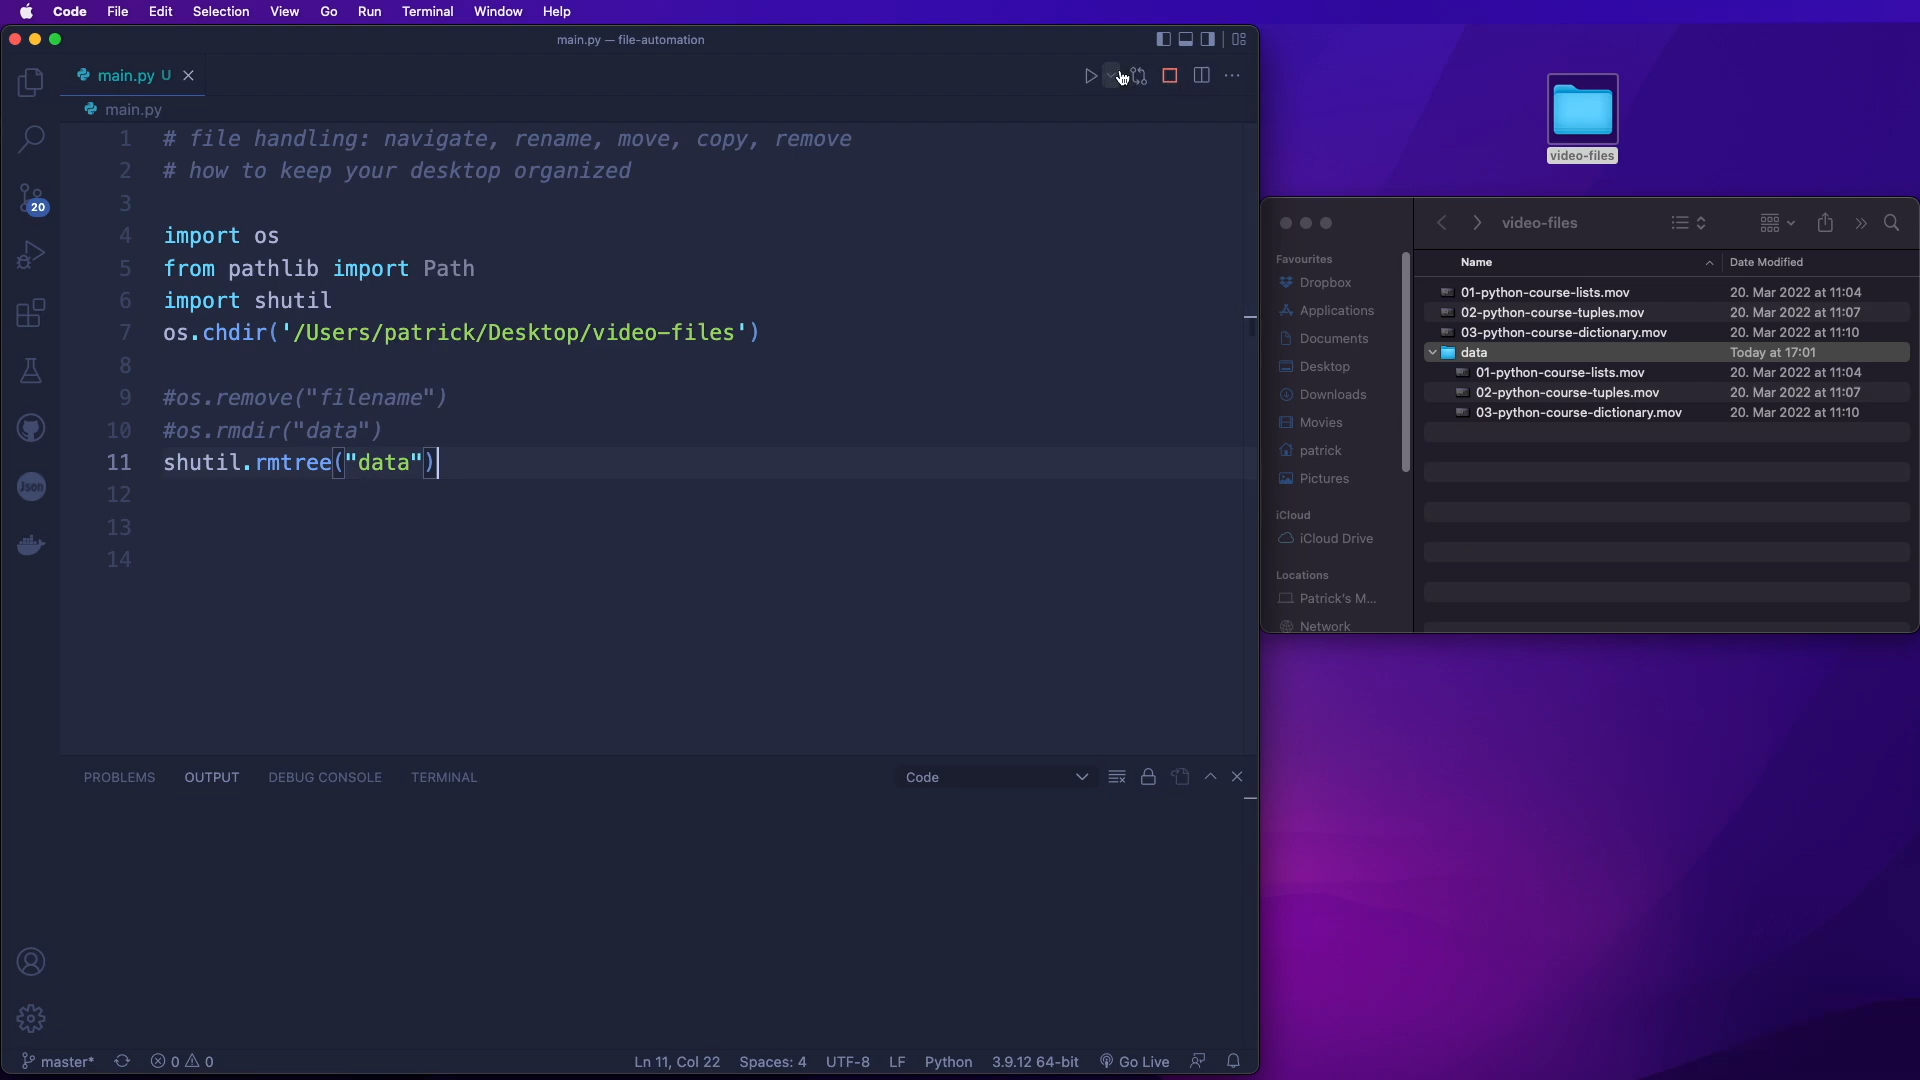 Code File Edit Selection View Go Run Terminal Window Help
main.py — file-automation
main.py U
main.py
1 # file handling: navigate, rename, move, copy, remove
2 # how to keep your desktop organized
3
4 import os
5 from pathlib import Path
6 import shutil
7 os.chdir('/Users/patrick/Desktop/video-files')
8
9 #os.remove("filename")
10 #os.rmdir("data")
11 shutil.rmtree("data")
12
13
14
20
Json
PROBLEMS OUTPUT DEBUG CONSOLE TERMINAL
Code
master* 0 0 Ln 11, Col 22 Spaces: 4 UTF-8 LF Python 3.9.12 64-bit Go Live
video-files
video-files
Favourites
Dropbox
Applications
Documents
Desktop
Downloads
Movies
patrick
Pictures
iCloud
iCloud Drive
Locations
Patrick's M...
Network
Name Date Modified
01-python-course-lists.mov 20. Mar 2022 at 11:04
02-python-course-tuples.mov 20. Mar 2022 at 11:07
03-python-course-dictionary.mov 20. Mar 2022 at 11:10
data Today at 17:01
01-python-course-lists.mov 20. Mar 2022 at 11:04
02-python-course-tuples.mov 20. Mar 2022 at 11:07
03-python-course-dictionary.mov 20. Mar 2022 at 11:10